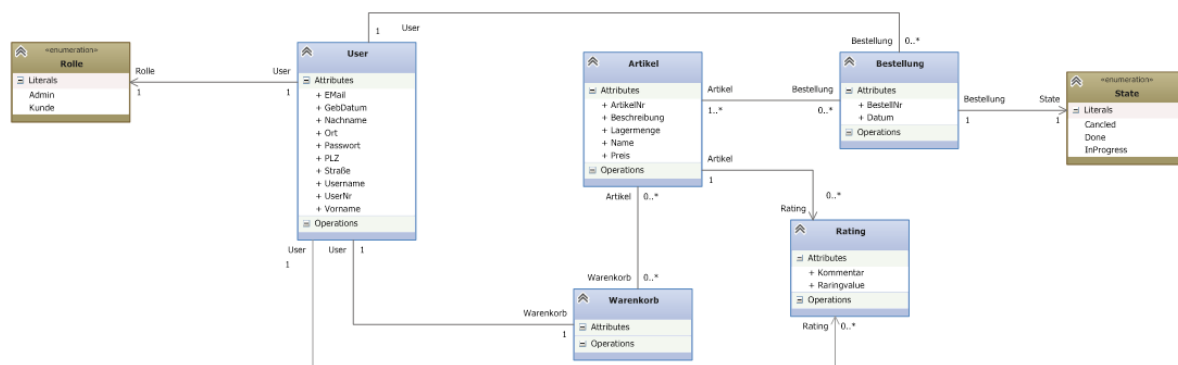 User
1
Bestellung
0..*
«enumeration»
Rolle
Literals
Admin
Kunde
Rolle
1
User
1
User
Attributes
+ EMail
+ GebDatum
+ Nachname
+ Ort
+ Passwort
+ PLZ
+ Straße
+ Username
+ UserNr
+ Vorname
Operations
Artikel
Attributes
+ ArtikelNr
+ Beschreibung
+ Lagermenge
+ Name
+ Preis
Operations
Artikel
1..*
Bestellung
0..*
Bestellung
Attributes
+ BestellNr
+ Datum
Operations
Bestellung
1
State
1
«enumeration»
State
Literals
Cancled
Done
InProgress
Artikel
1
0..*
Rating
Artikel
0..*
Rating
Attributes
+ Kommentar
+ Raringvalue
Operations
User
1
User
1
Warenkorb
0..*
Warenkorb
1
Warenkorb
Attributes
Operations
Rating
0..*